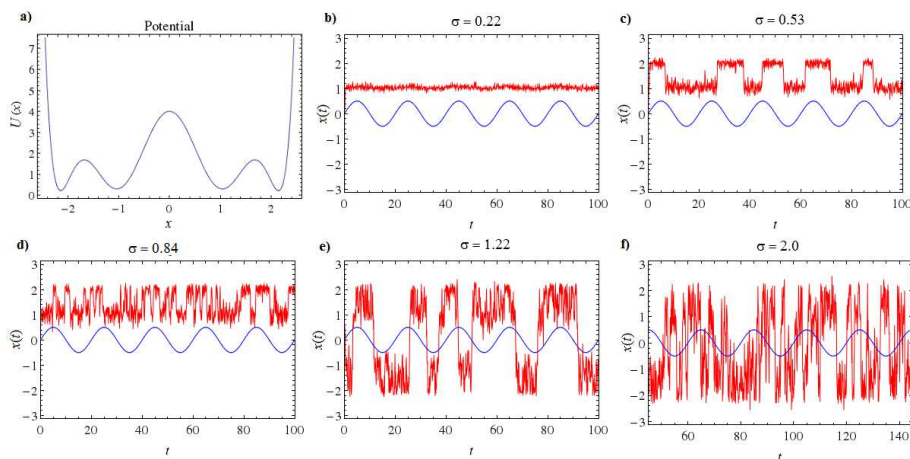 a)
Potential
U(x)
7
6
5
4
3
2
1
0
−2 −1 0 1 2
x
b)
σ = 0.22
x(t)
3
2
1
0
−1
−2
−3
0 20 40 60 80 100
t
c)
σ = 0.53
x(t)
3
2
1
0
−1
−2
−3
0 20 40 60 80 100
t
d)
σ = 0.84
x(t)
3
2
1
0
−1
−2
−3
0 20 40 60 80 100
t
e)
σ = 1.22
x(t)
3
2
1
0
−1
−2
−3
0 20 40 60 80 100
t
f)
σ = 2.0
x(t)
3
2
1
0
−1
−2
−3
60 80 100 120 140
t